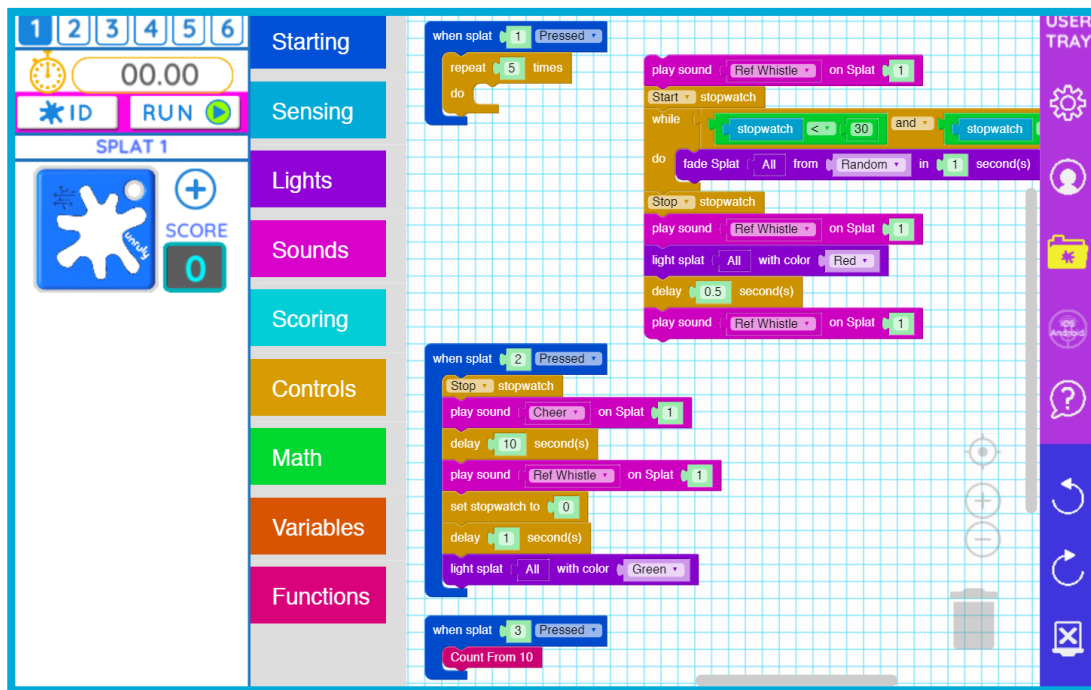 1 2 3 4 5 6
00.00
ID RUN
SPLAT 1
unruly
SCORE
0
Starting
Sensing
Lights
Sounds
Scoring
Controls
Math
Variables
Functions
when splat 1 Pressed
repeat 5 times
do
play sound Ref Whistle on Splat 1
Start stopwatch
while stopwatch < 30 and stopwatch
do fade Splat All from Random in 1 second(s)
Stop stopwatch
play sound Ref Whistle on Splat 1
light splat All with color Red
delay 0.5 second(s)
play sound Ref Whistle on Splat 1
when splat 2 Pressed
Stop stopwatch
play sound Cheer on Splat 1
delay 10 second(s)
play sound Ref Whistle on Splat 1
set stopwatch to 0
delay 1 second(s)
light splat All with color Green
when splat 3 Pressed
Count From 10
USER
TRAY
iOS
Android